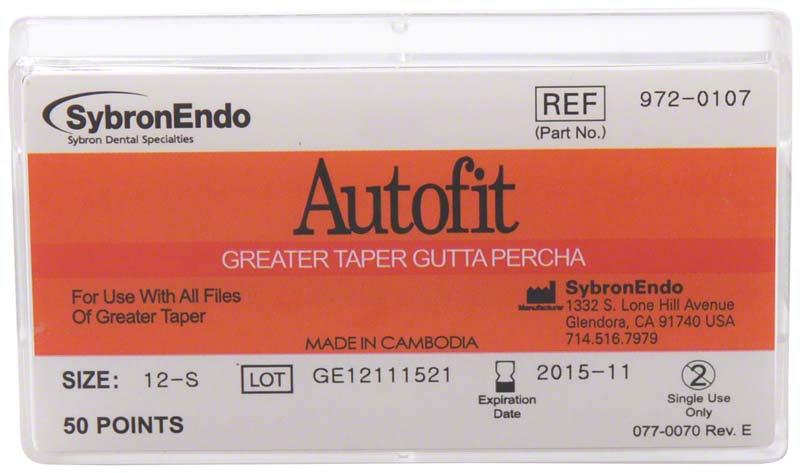 SybronEndo
Sybron Dental Specialties
REF 972-0107
(Part No.)
Autofit
GREATER TAPER GUTTA PERCHA
For Use With All Files
Of Greater Taper
SybronEndo
Manufacturer
1332 S. Lone Hill Avenue
Glendora, CA 91740 USA
714.516.7979
MADE IN CAMBODIA
SIZE: 12-S LOT GE12111521 2015-11 2
Expiration
Date
Single Use
Only
50 POINTS
077-0070 Rev. E